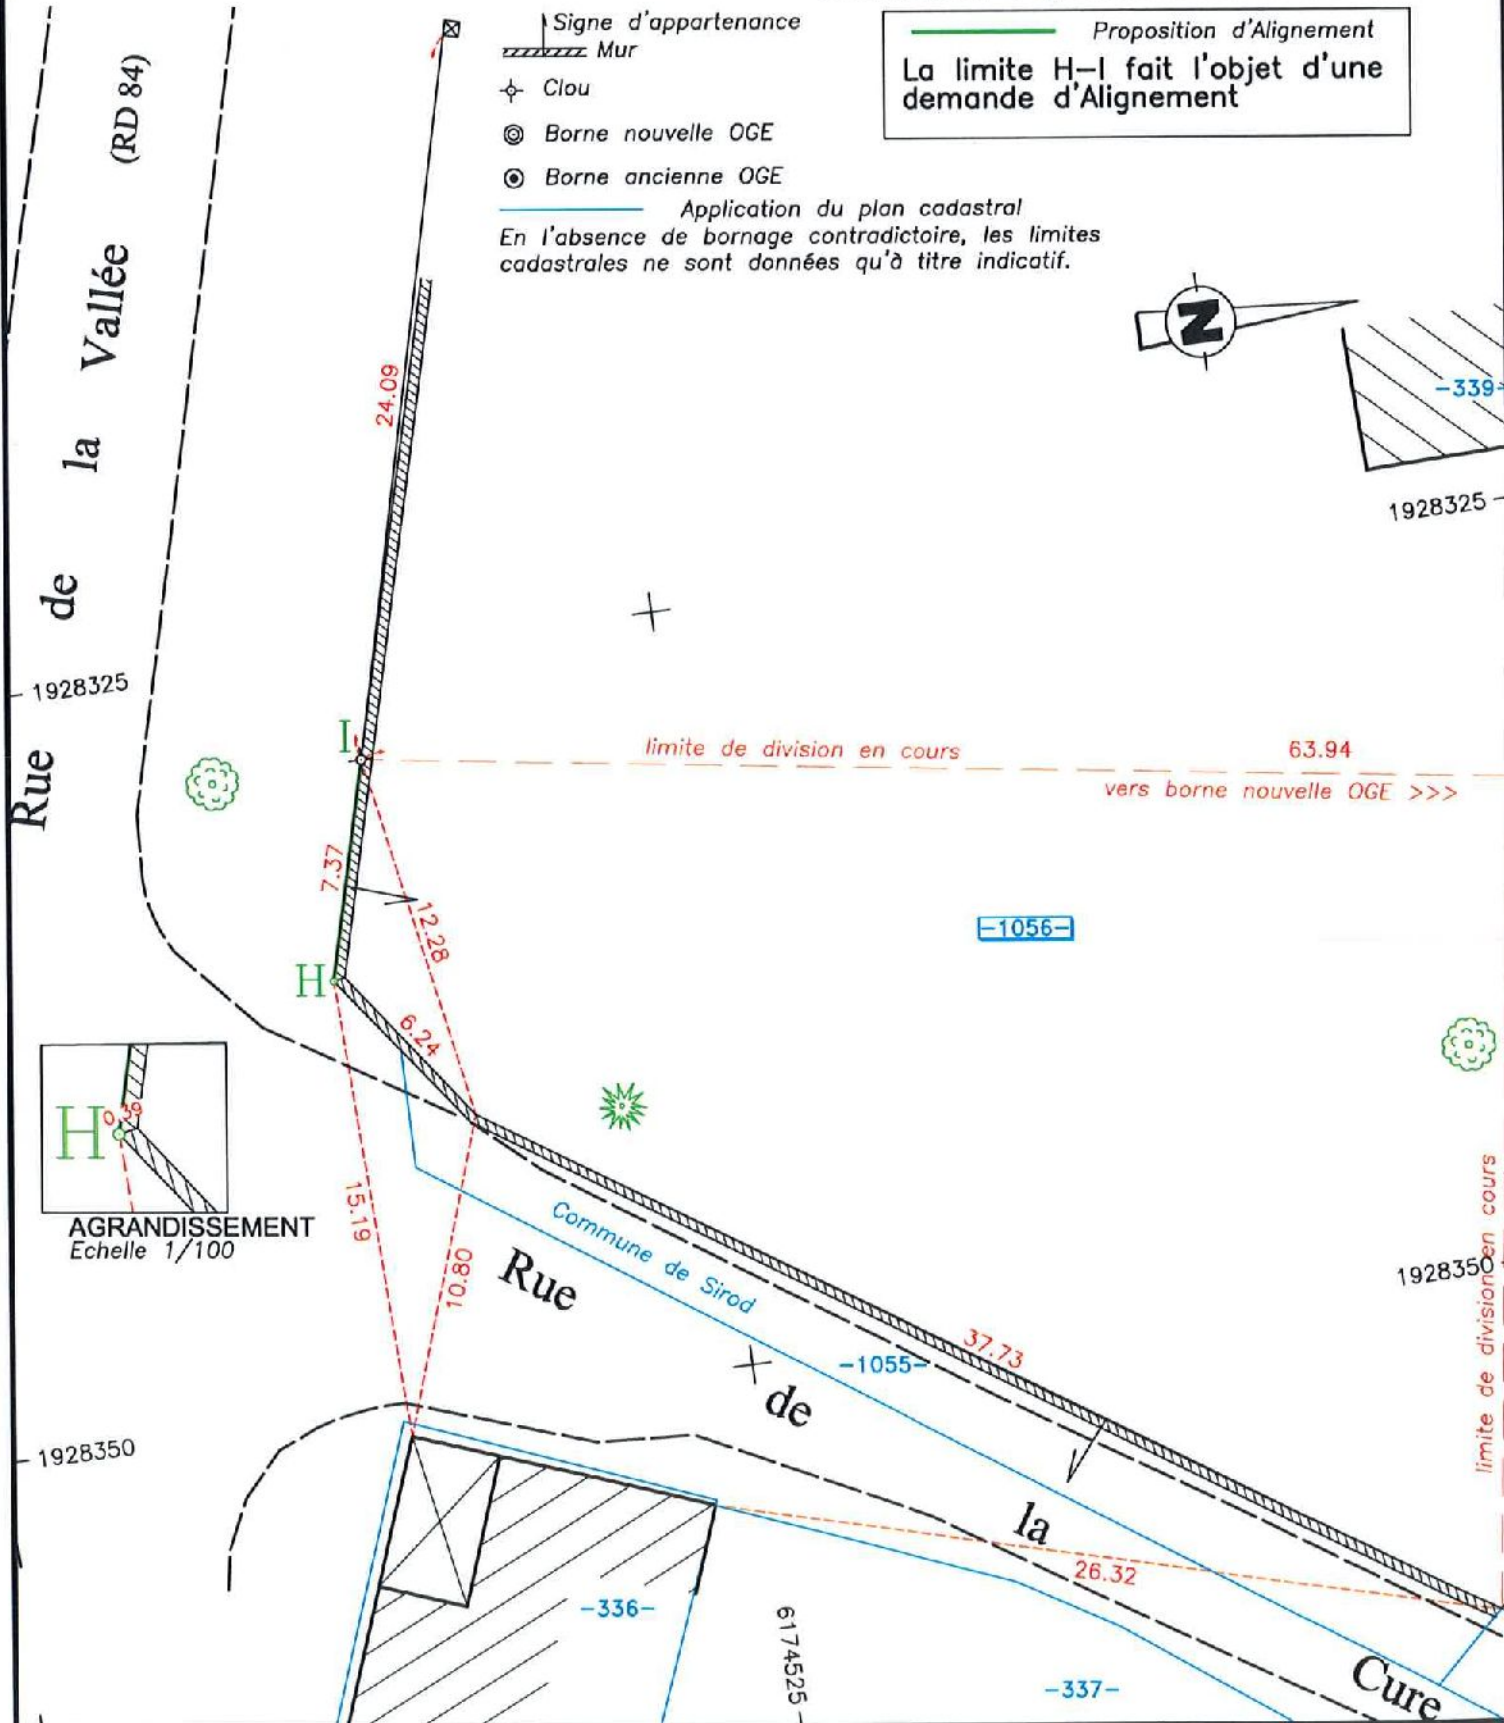 Signe d'appartenance
Mur
Clou
Borne nouvelle OGE
Borne ancienne OGE
Application du plan cadastral
En l'absence de bornage contradictoire, les limites
cadastrales ne sont données qu'à titre indicatif.
Proposition d'Alignement
La limite H-I fait l'objet d'une
demande d'Alignement
Rue de la Vallée (RD 84)
N
-339-
1928325
24.09
1928325
I
limite de division en cours
63.94
vers borne nouvelle OGE >>>
7.37
12.28
-1056-
H
6.24
0.39
H
AGRANDISSEMENT
Echelle 1/100
15.19
10.80
Commune de Sirod
Rue de la Cure
37.73
-1055-
1928350
limite de division en cours
1928350
26.32
-336-
6174525
-337-